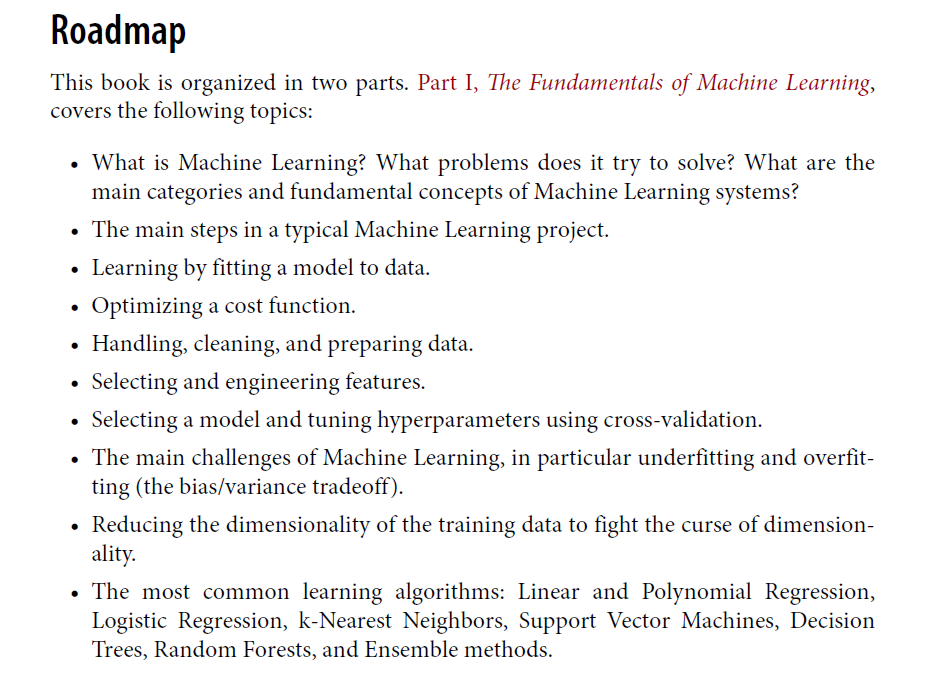 Roadmap
This book is organized in two parts. Part I, The Fundamentals of Machine Learning,
covers the following topics:
• What is Machine Learning? What problems does it try to solve? What are the
main categories and fundamental concepts of Machine Learning systems?
• The main steps in a typical Machine Learning project.
• Learning by fitting a model to data.
• Optimizing a cost function.
• Handling, cleaning, and preparing data.
• Selecting and engineering features.
• Selecting a model and tuning hyperparameters using cross-validation.
• The main challenges of Machine Learning, in particular underfitting and overfit-
ting (the bias/variance tradeoff).
• Reducing the dimensionality of the training data to fight the curse of dimension-
ality.
• The most common learning algorithms: Linear and Polynomial Regression,
Logistic Regression, k-Nearest Neighbors, Support Vector Machines, Decision
Trees, Random Forests, and Ensemble methods.